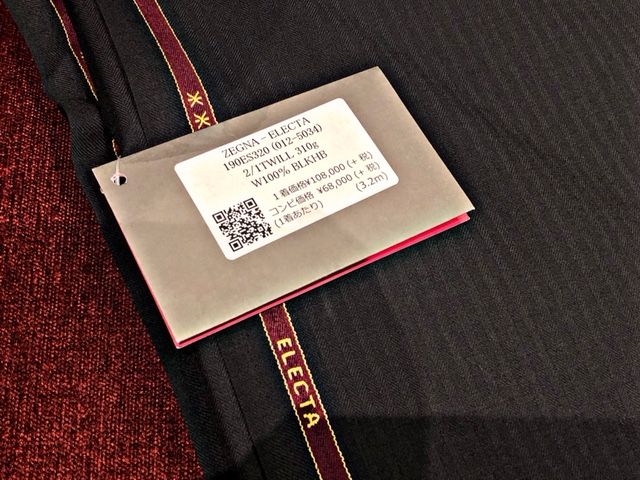 ZEGNA - ELECTA
190ES320 (012-5034)
2/1TWILL 310g
W100% BLKHB
1着価格¥108,000 (+ 税)
コンビ価格 ¥68,000 (+ 税)
(1着あたり) (3.2m)
**
ELECTA